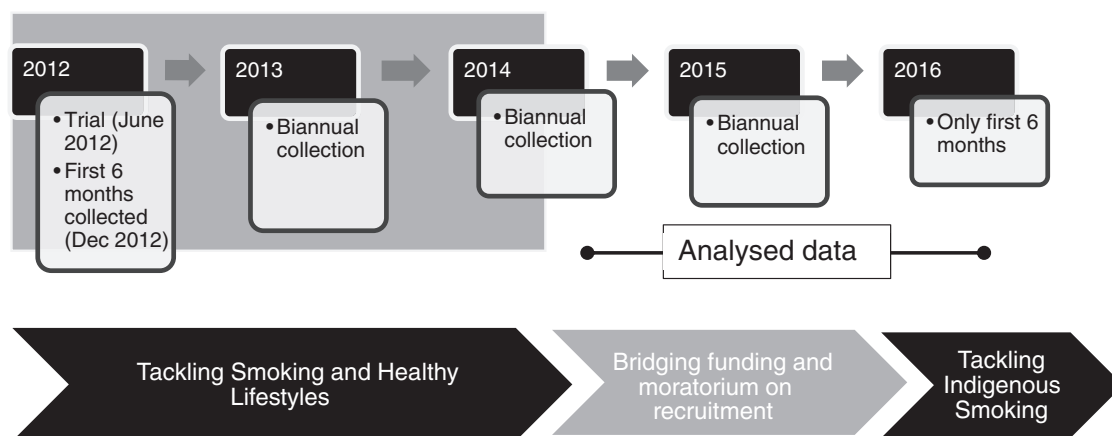 2012
• Trial (June
2012)
• First 6
months
collected
(Dec 2012)
2013
• Biannual
collection
2014
• Biannual
collection
2015
• Biannual
collection
2016
• Only first 6
months
Analysed data
Tackling Smoking and Healthy
Lifestyles
Bridging funding and
moratorium on
recruitment
Tackling
Indigenous
Smoking